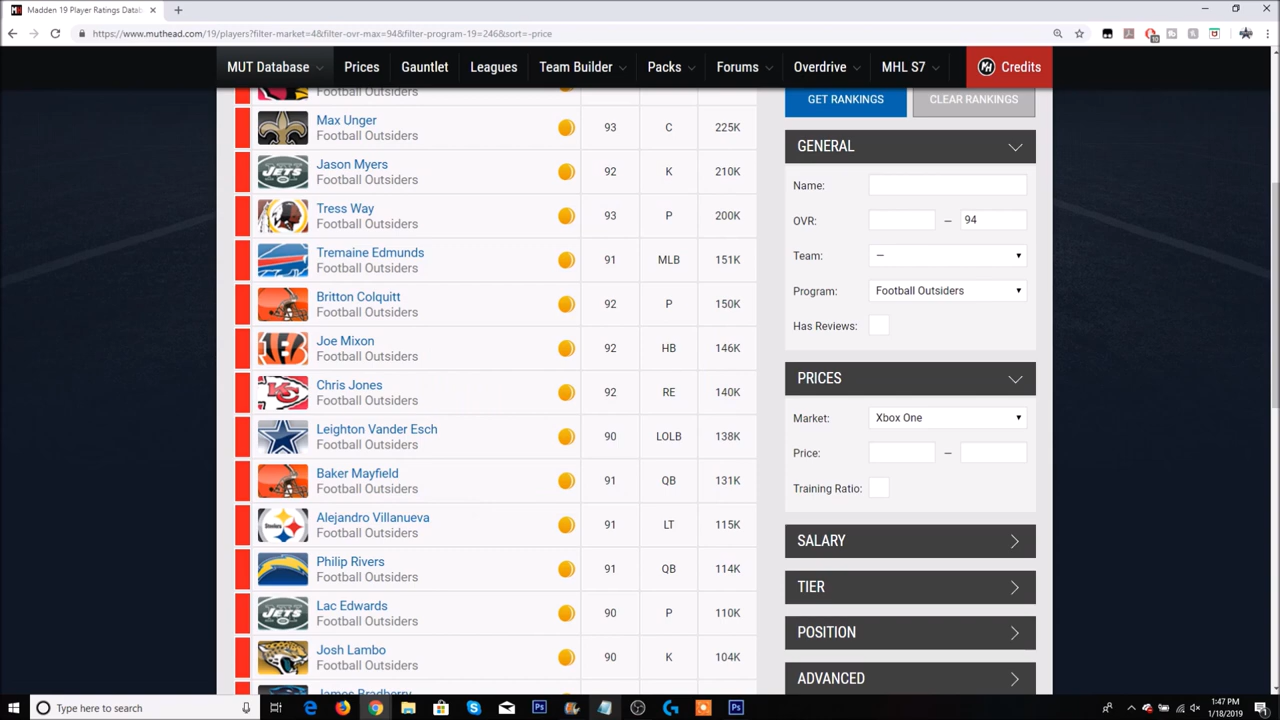 Madden 19 Player Ratings Datab
https://www.muthead.com/19/players?filter-market=4&filter-ovr-max=94&filter-program-19=246&sort=-price
MUT Database Prices Gauntlet Leagues Team Builder Packs Forums Overdrive MHL S7 Credits
Football Outsiders
Max Unger
Football Outsiders
93 C 225K
Jason Myers
Football Outsiders
92 K 210K
Tress Way
Football Outsiders
93 P 200K
Tremaine Edmunds
Football Outsiders
91 MLB 151K
Britton Colquitt
Football Outsiders
92 P 150K
Joe Mixon
Football Outsiders
92 HB 146K
Chris Jones
Football Outsiders
92 RE 140K
Leighton Vander Esch
Football Outsiders
90 LOLB 138K
Baker Mayfield
Football Outsiders
91 QB 131K
Alejandro Villanueva
Football Outsiders
91 LT 115K
Philip Rivers
Football Outsiders
91 QB 114K
Lac Edwards
Football Outsiders
90 P 110K
Josh Lambo
Football Outsiders
90 K 104K
James Bradberry
GET RANKINGS CLEAR RANKINGS
GENERAL
Name:
OVR: — 94
Team: —
Program: Football Outsiders
Has Reviews:
PRICES
Market: Xbox One
Price: —
Training Ratio:
SALARY
TIER
POSITION
ADVANCED
Type here to search
1:47 PM
1/18/2019